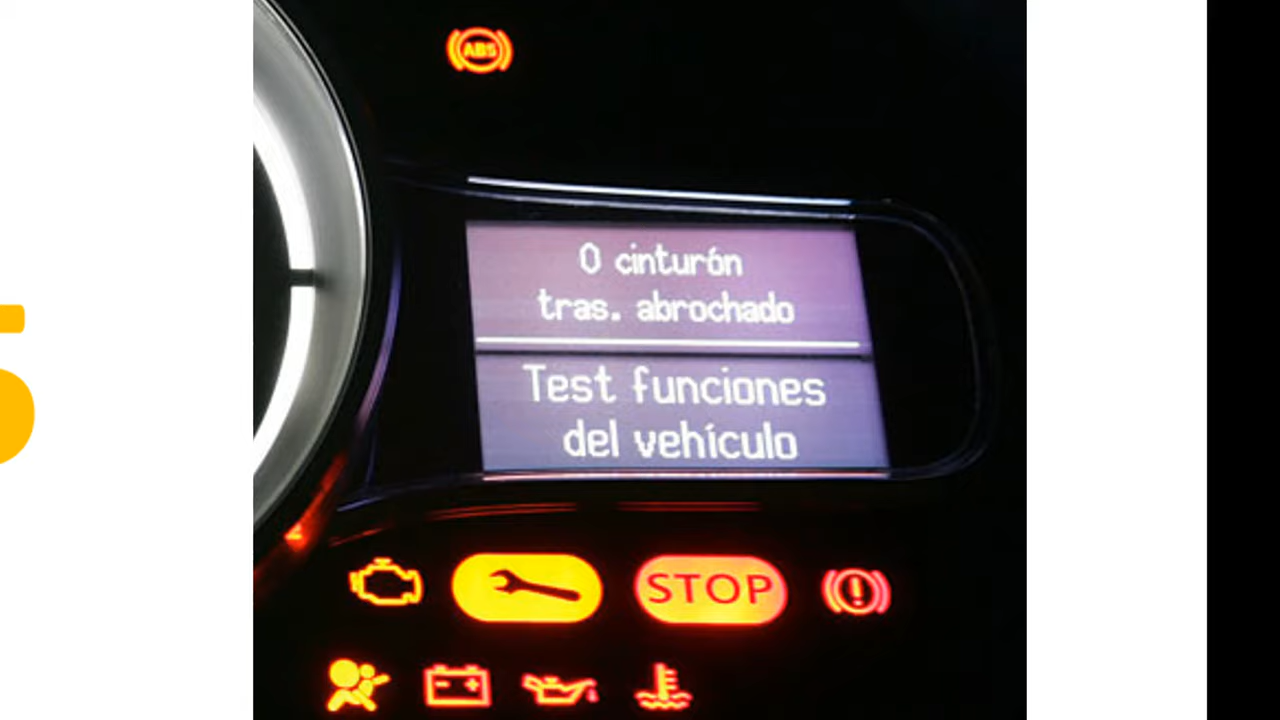 ABS
0 cinturón
tras. abrochado
Test funciones
del vehículo
STOP